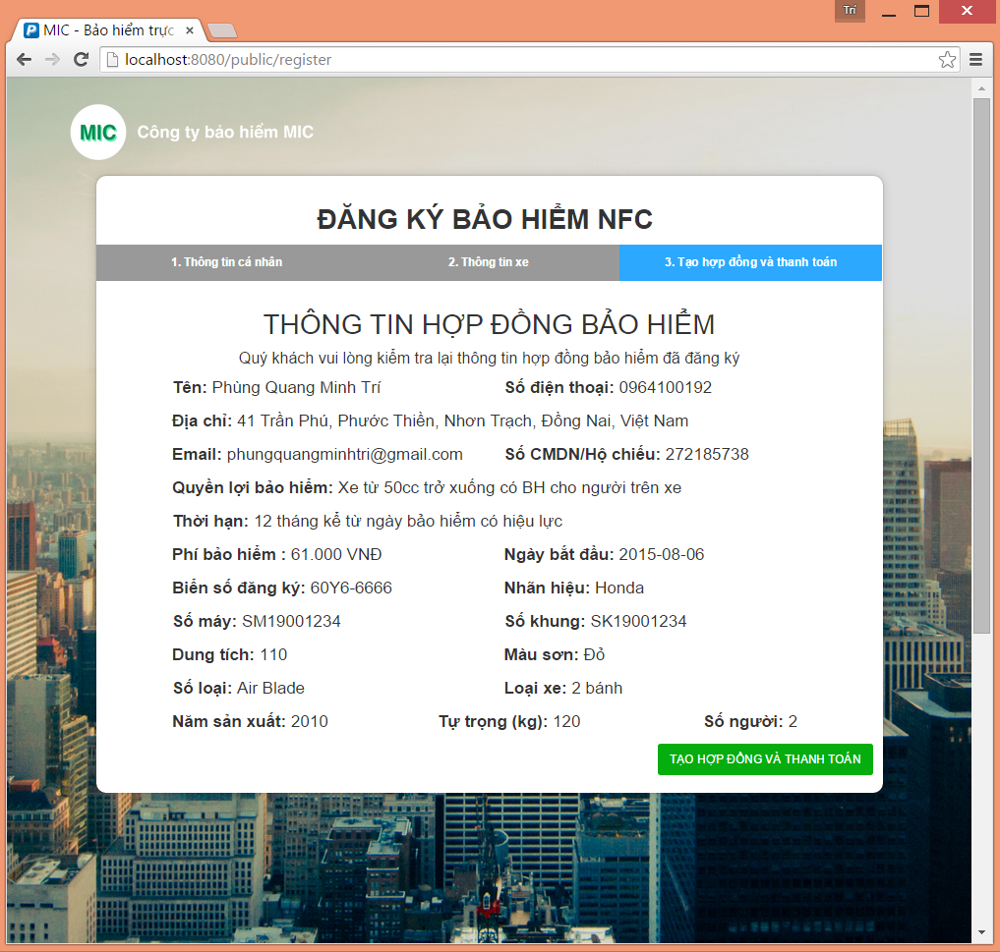 Trí
MIC - Bảo hiểm trực
localhost:8080/public/register
MIC Công ty bảo hiểm MIC
ĐĂNG KÝ BẢO HIỂM NFC
1. Thông tin cá nhân 2. Thông tin xe 3. Tạo hợp đồng và thanh toán
THÔNG TIN HỢP ĐỒNG BẢO HIỂM
Quý khách vui lòng kiểm tra lại thông tin hợp đồng bảo hiểm đã đăng ký
Tên: Phùng Quang Minh Trí Số điện thoại: 0964100192
Địa chỉ: 41 Trần Phú, Phước Thiền, Nhơn Trạch, Đồng Nai, Việt Nam
Email: phungquangminhtri@gmail.com Số CMDN/Hộ chiếu: 272185738
Quyền lợi bảo hiểm: Xe từ 50cc trở xuống có BH cho người trên xe
Thời hạn: 12 tháng kể từ ngày bảo hiểm có hiệu lực
Phí bảo hiểm : 61.000 VNĐ Ngày bắt đầu: 2015-08-06
Biển số đăng ký: 60Y6-6666 Nhãn hiệu: Honda
Số máy: SM19001234 Số khung: SK19001234
Dung tích: 110 Màu sơn: Đỏ
Số loại: Air Blade Loại xe: 2 bánh
Năm sản xuất: 2010 Tự trọng (kg): 120 Số người: 2
TẠO HỢP ĐỒNG VÀ THANH TOÁN